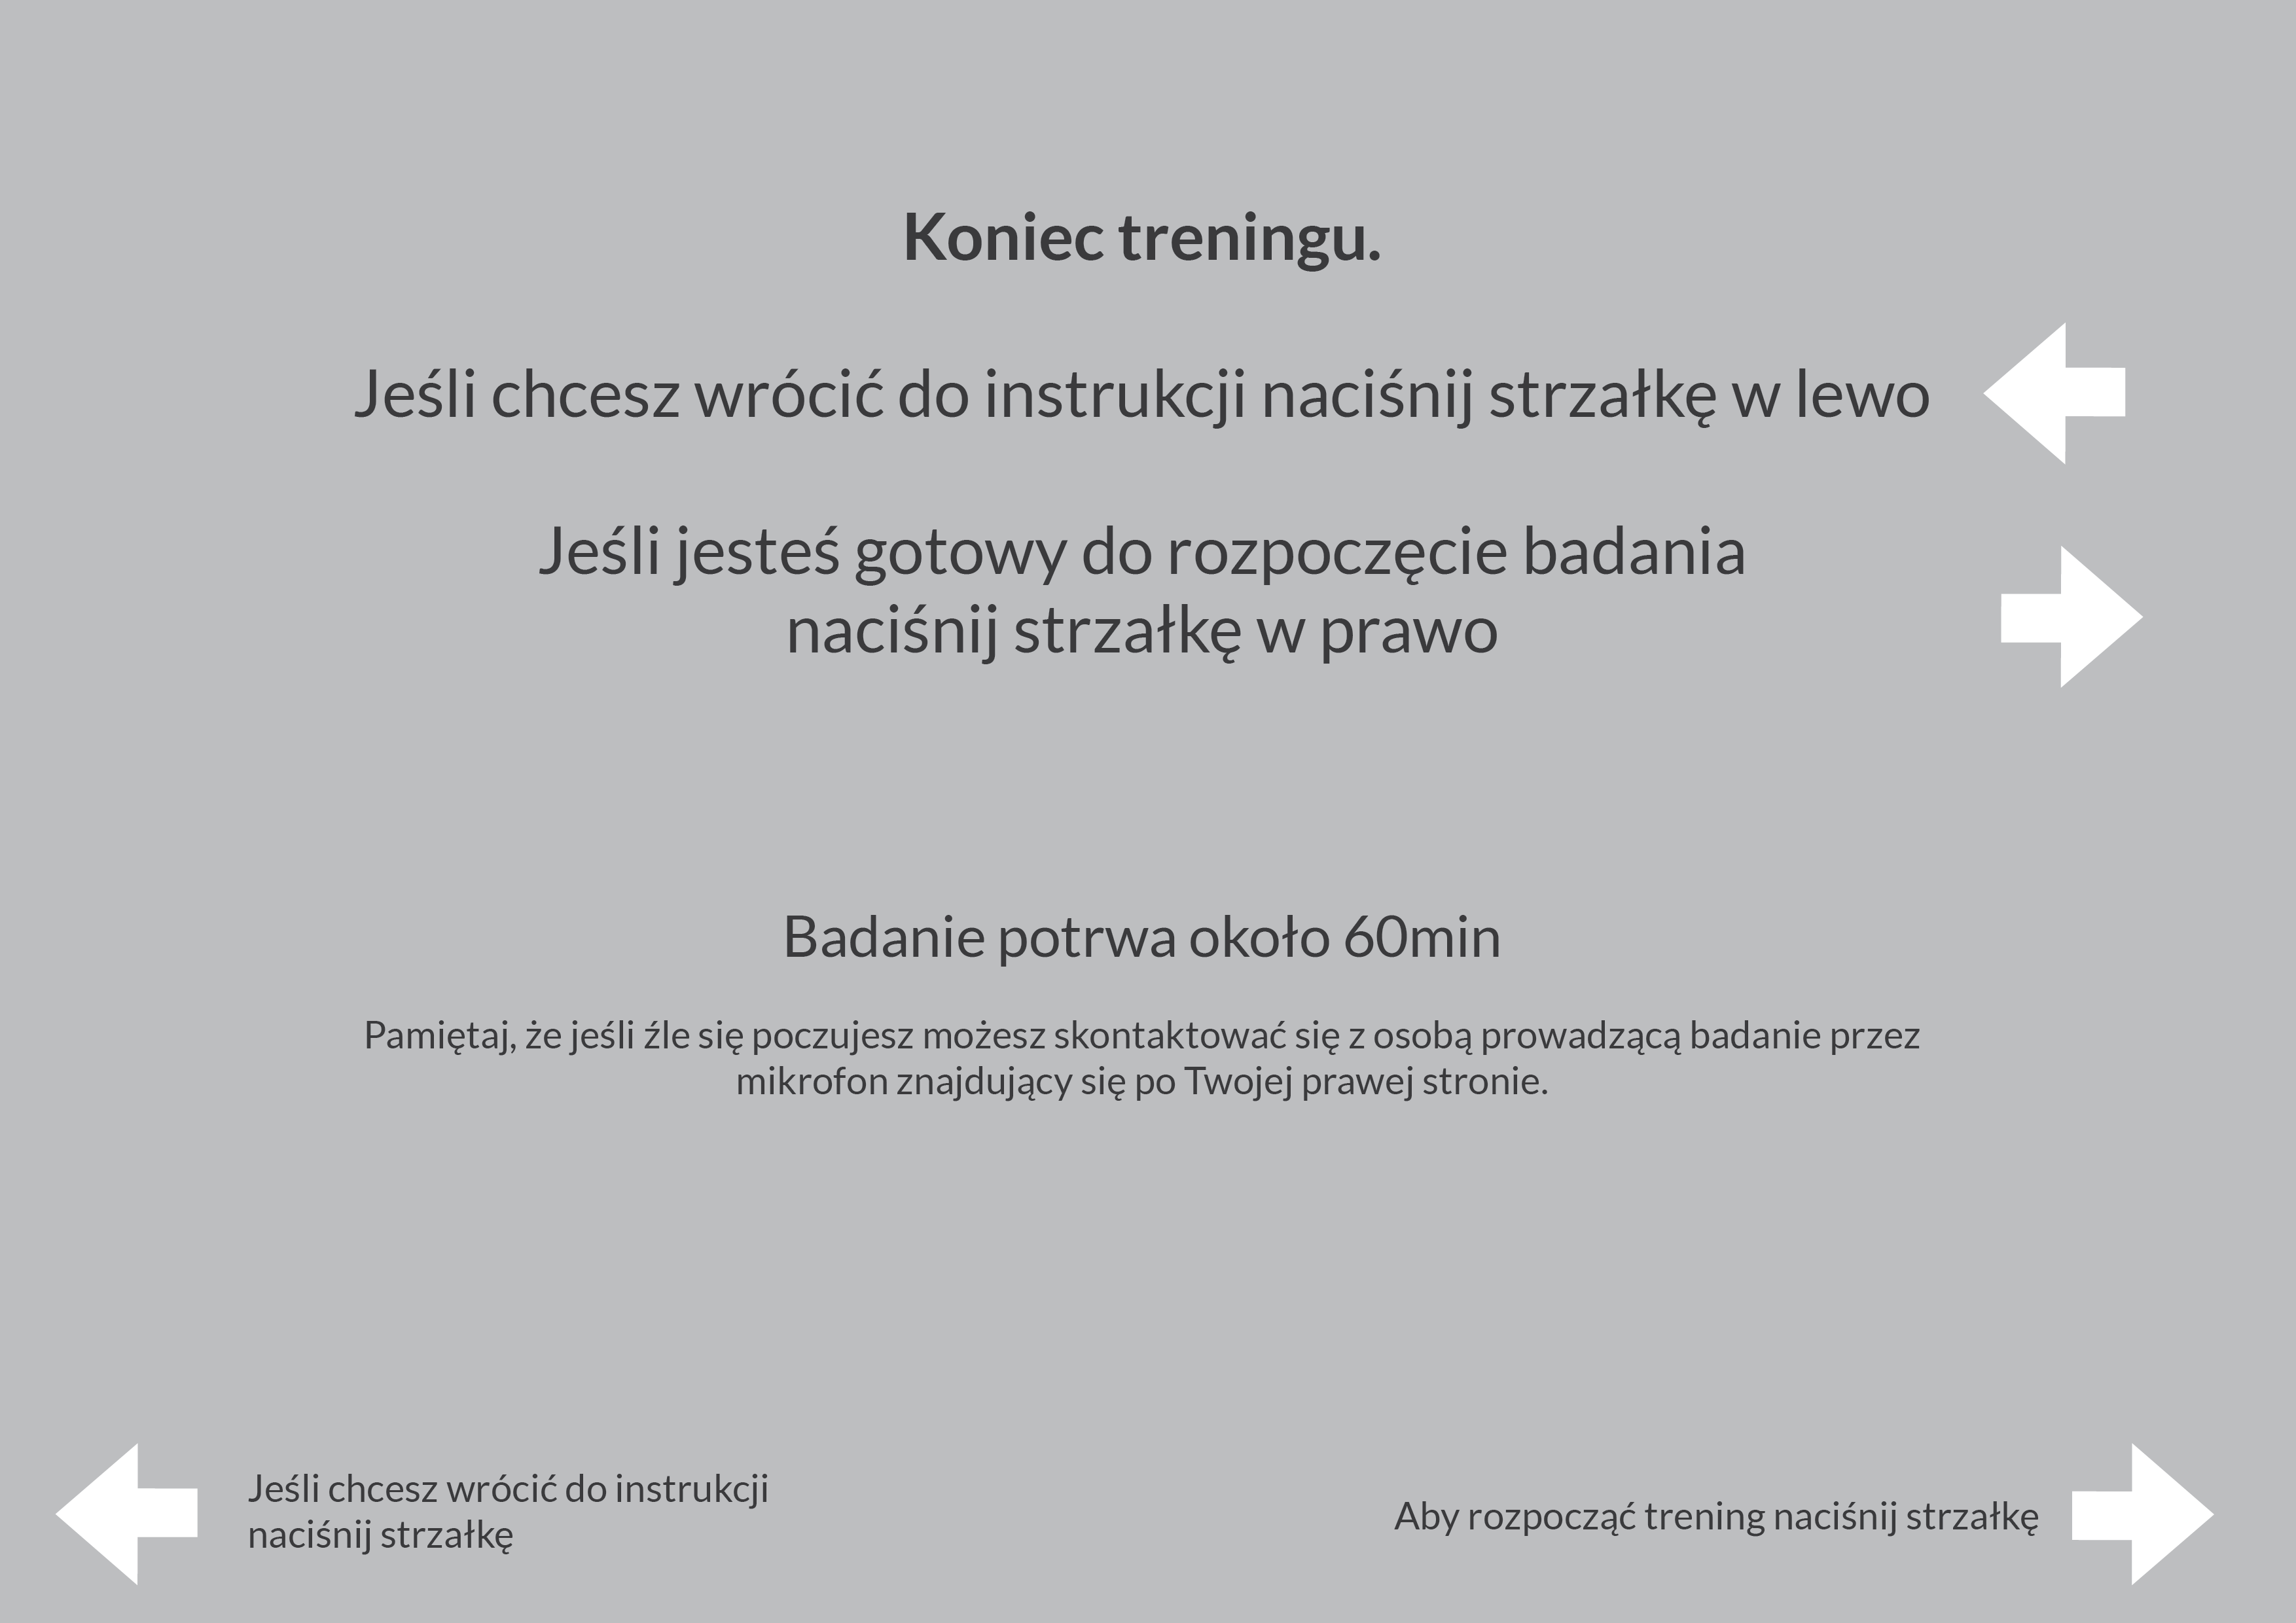 Koniec treningu.
Jeśli chcesz wrócić do instrukcji naciśnij strzałkę w lewo
Jeśli jesteś gotowy do rozpoczęcie badania
naciśnij strzałkę w prawo
Badanie potrwa około 60min
Pamiętaj, że jeśli źle się poczujesz możesz skontaktować się z osobą prowadzącą badanie przez
mikrofon znajdujący się po Twojej prawej stronie.
Jeśli chcesz wrócić do instrukcji
naciśnij strzałkę
Aby rozpocząć trening naciśnij strzałkę